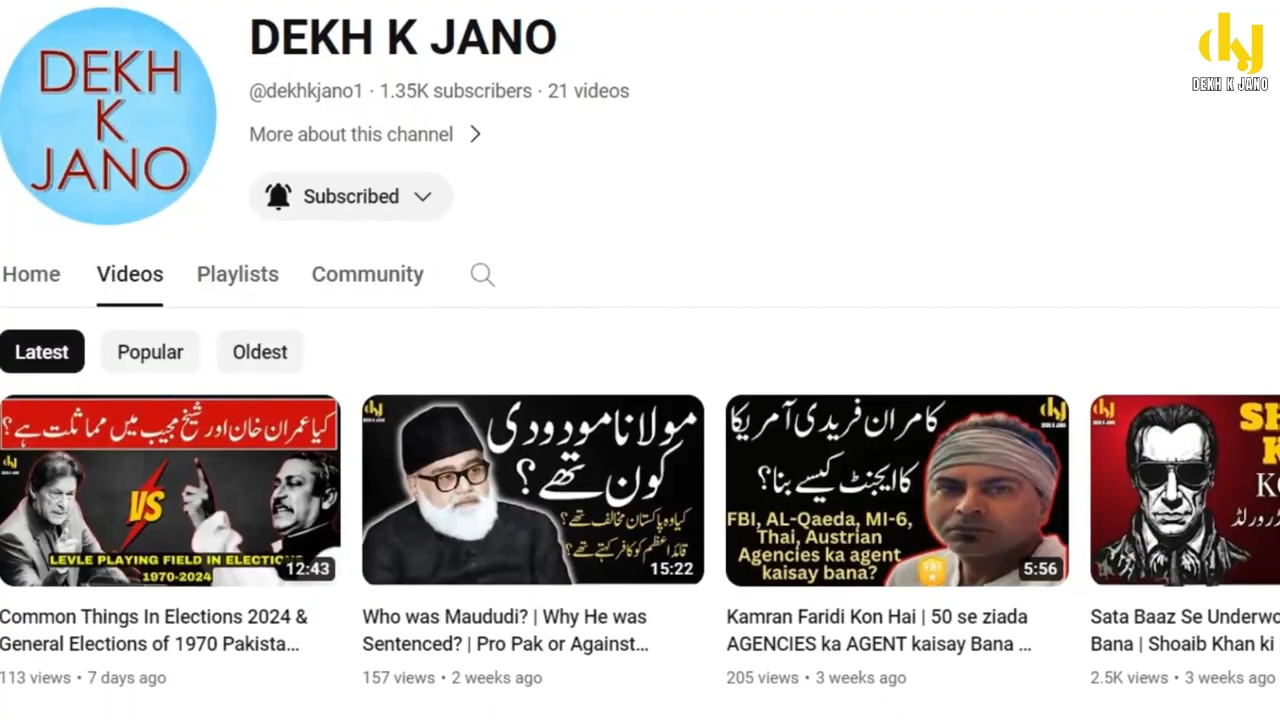 DEKH
K
JANO
DEKH K JANO
@dekhkjano1 · 1.35K subscribers · 21 videos
More about this channel
Subscribed
DEKH K JANO
Home
Videos
Playlists
Community
Latest
Popular
Oldest
کیا عمران خان اور شیخ مجیب میں مماثلت ہے؟
VS
LEVLE PLAYING FIELD IN ELECTIO
1970-2024
12:43
Common Things In Elections 2024 &
General Elections of 1970 Pakista...
113 views • 7 days ago
مولانا مودودی
کون تھے؟
کیا وہ پاکستان مخالف تھے؟
قائد اعظم کو کافر کہتے تھے؟
15:22
Who was Maududi? | Why He was
Sentenced? | Pro Pak or Against...
157 views • 2 weeks ago
کامران فریدی آمریکا
کا ایجنٹ کیسے بنا؟
FBI, AL-Qaeda, MI-6,
Thai, Austrian
Agencies ka agent
kaisay bana?
5:56
Kamran Faridi Kon Hai | 50 se ziada
AGENCIES ka AGENT kaisay Bana ...
205 views • 3 weeks ago
SH
K
KO
Sata Baaz Se Underwo
Bana | Shoaib Khan ki
2.5K views • 3 weeks ago